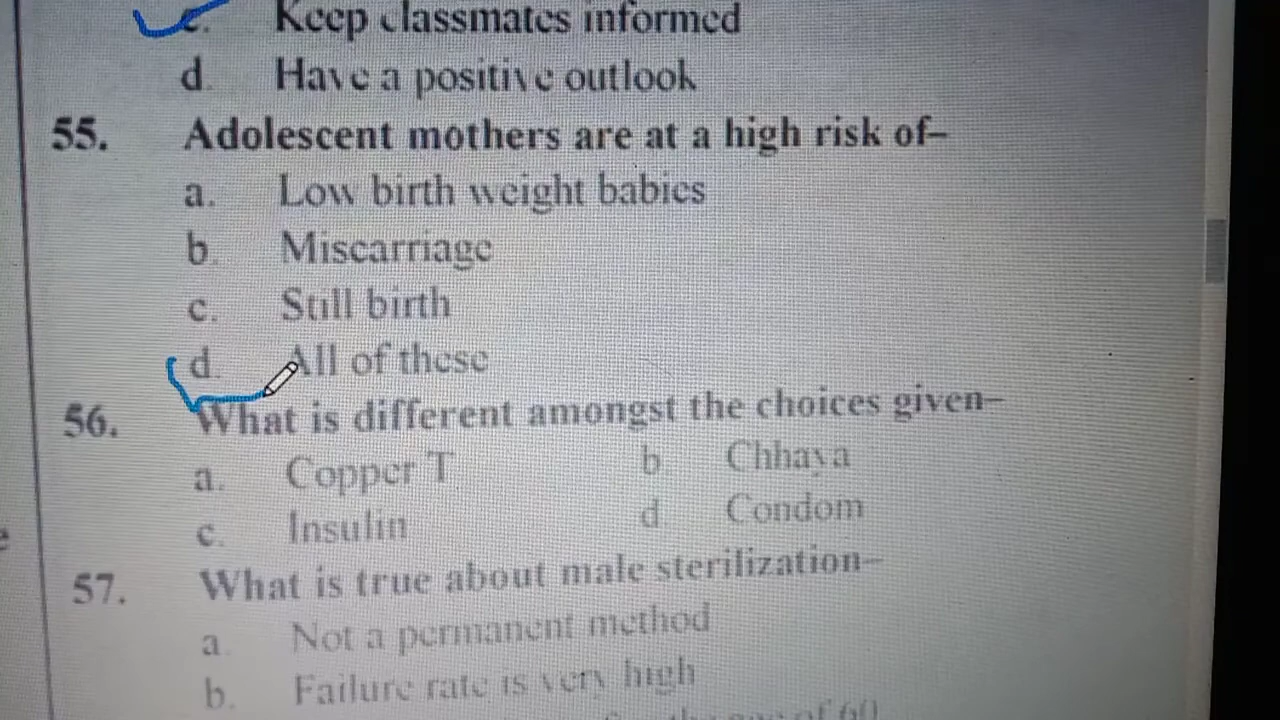 c. Keep classmates informed
d. Have a positive outlook
55. Adolescent mothers are at a high risk of–
a. Low birth weight babies
b. Miscarriage
c. Still birth
d. All of these
56. What is different amongst the choices given–
a. Copper T b Chhaya
c. Insulin d. Condom
57. What is true about male sterilization–
a. Not a permanent method
b. Failure rate is very high
of 60